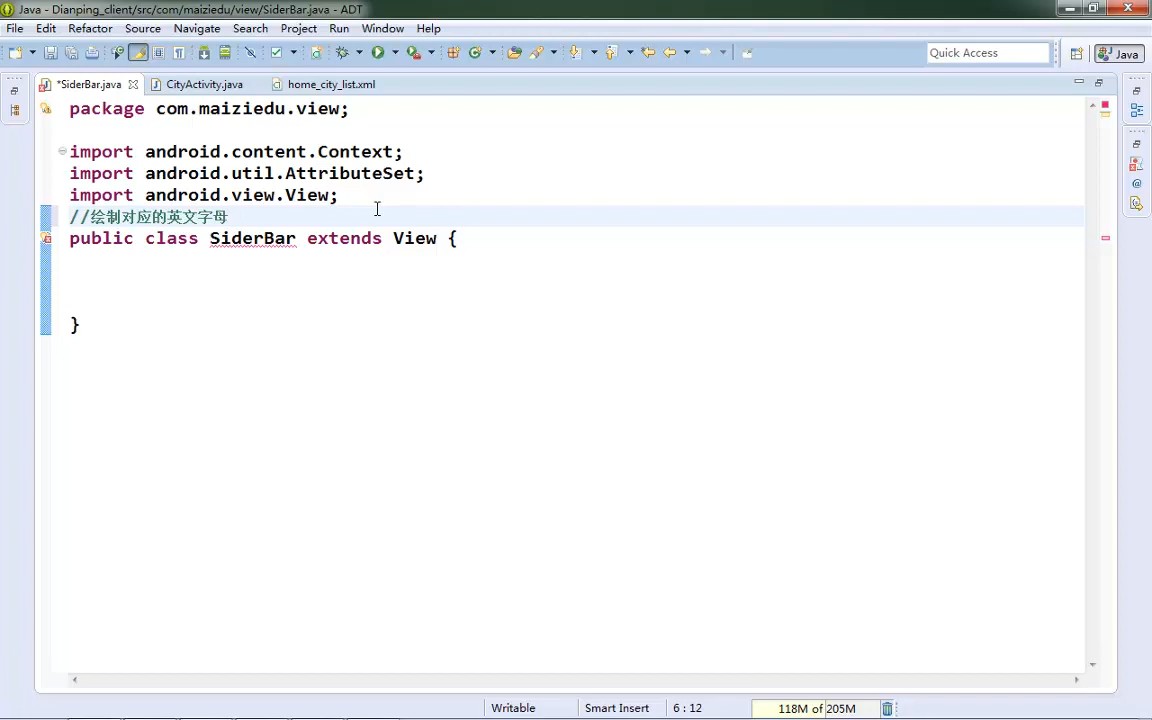 Java - Dianping_client/src/com/maiziedu/view/SiderBar.java - ADT
File Edit Refactor Source Navigate Search Project Run Window Help
Quick Access
Java
*SiderBar.java
CityActivity.java
home_city_list.xml
package com.maiziedu.view;
import android.content.Context;
import android.util.AttributeSet;
import android.view.View;
//绘制对应的英文字母
public class SiderBar extends View {
}
Writable
Smart Insert
6 : 12
118M of 205M